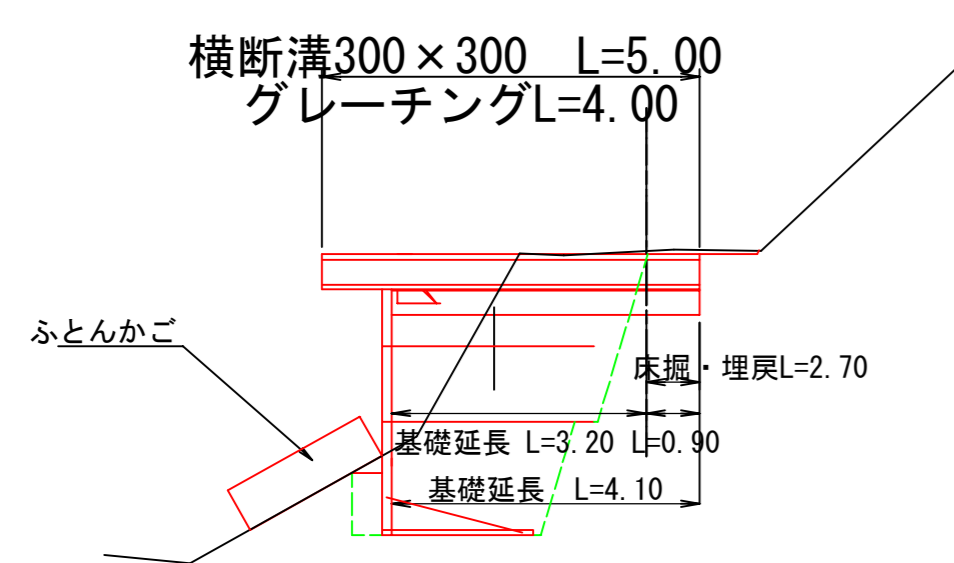 横断溝300×300　L=5.00
グレーチングL=4.00
ふとんかご
床掘・埋戻L=2.70
基礎延長 L=3.20 L=0.90
基礎延長　L=4.10